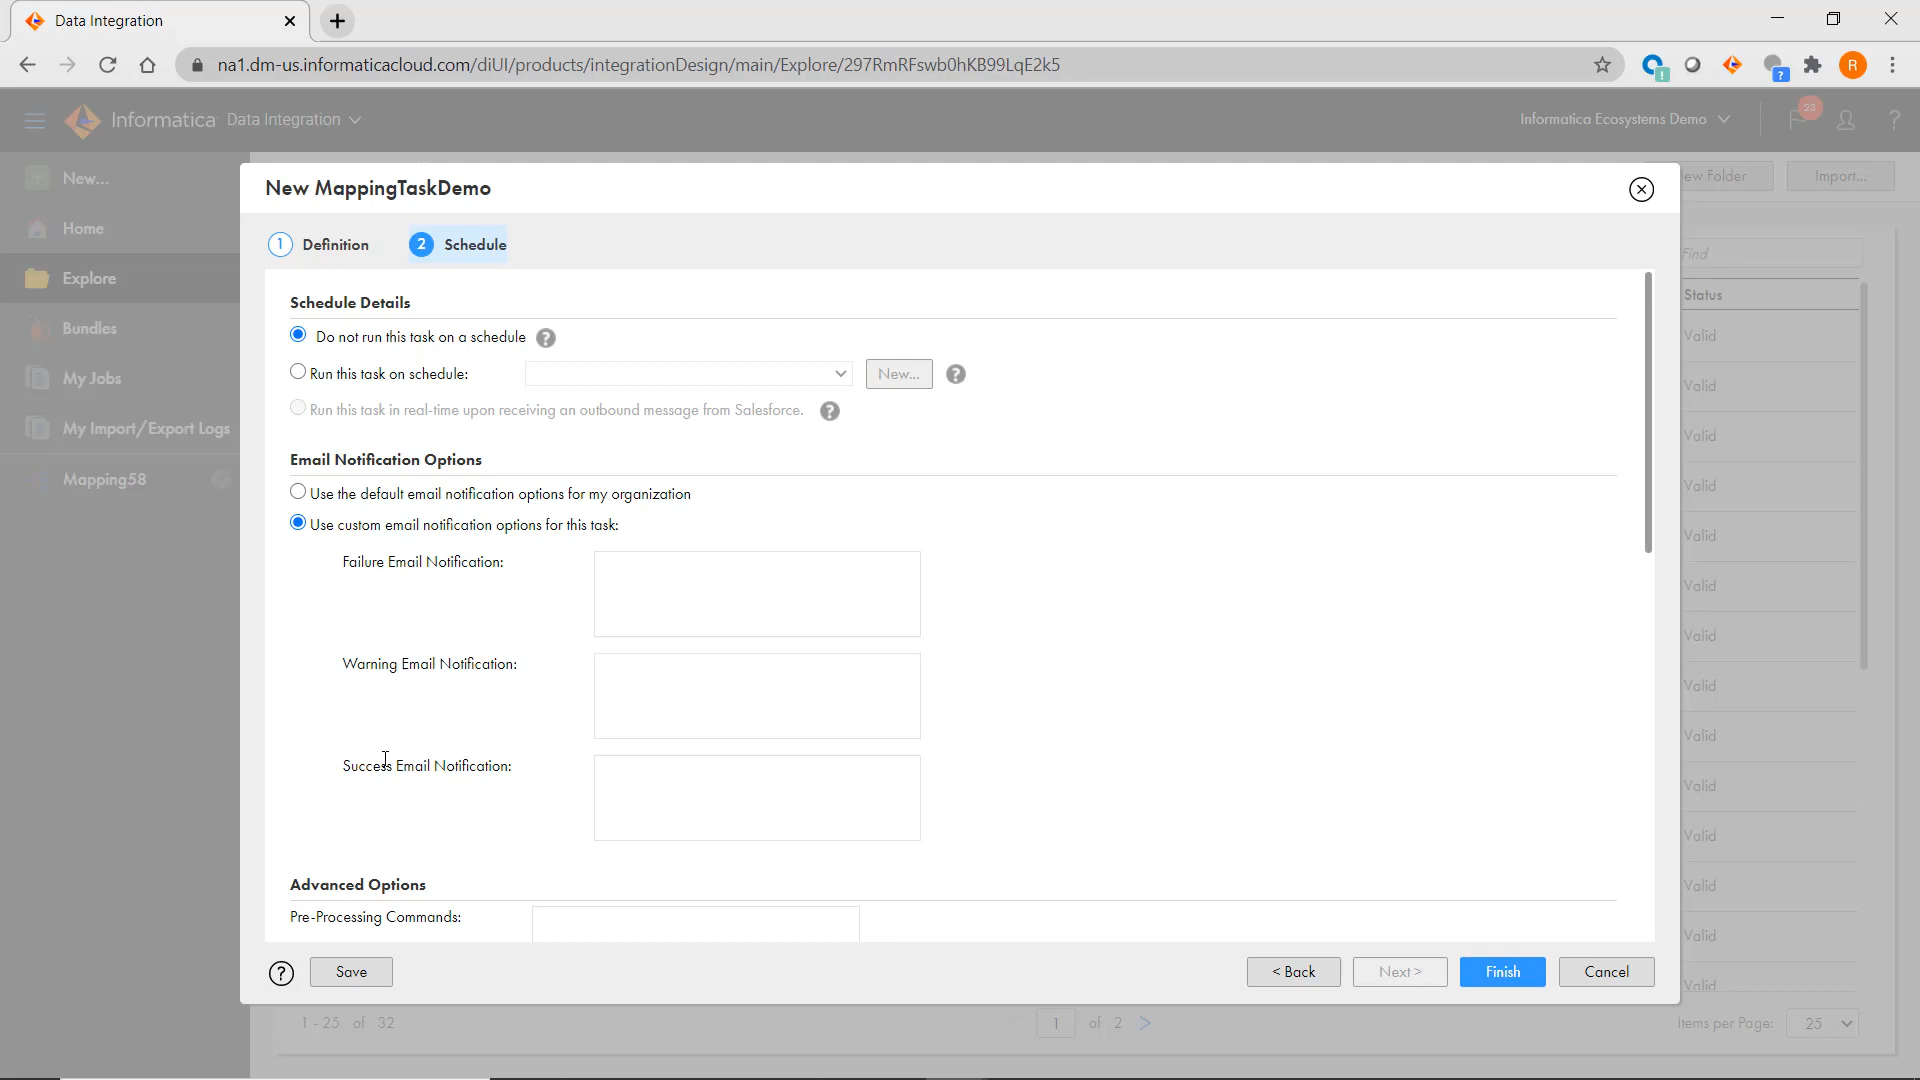 Data Integration
na1.dm-us.informaticacloud.com/diUI/products/integrationDesign/main/Explore/297RmRFswb0hKB99LqE2k5
!
?
R
Informatica Data Integration
Informatica Ecosystems Demo
23
?
New...
Home
Explore
Bundles
My Jobs
My Import/Export Logs
Mapping58
ew Folder
Import...
Find
Status
Valid
Valid
Valid
Valid
Valid
Valid
Valid
Valid
Valid
Valid
Valid
Valid
Valid
Valid
New MappingTaskDemo
1 Definition
2 Schedule
Schedule Details
Do not run this task on a schedule ?
Run this task on schedule: New... ?
Run this task in real-time upon receiving an outbound message from Salesforce. ?
Email Notification Options
Use the default email notification options for my organization
Use custom email notification options for this task:
Failure Email Notification:
Warning Email Notification:
Success Email Notification:
Advanced Options
Pre-Processing Commands:
? Save < Back Next > Finish Cancel
1 - 25 of 32
1 of 2
Items per Page: 25